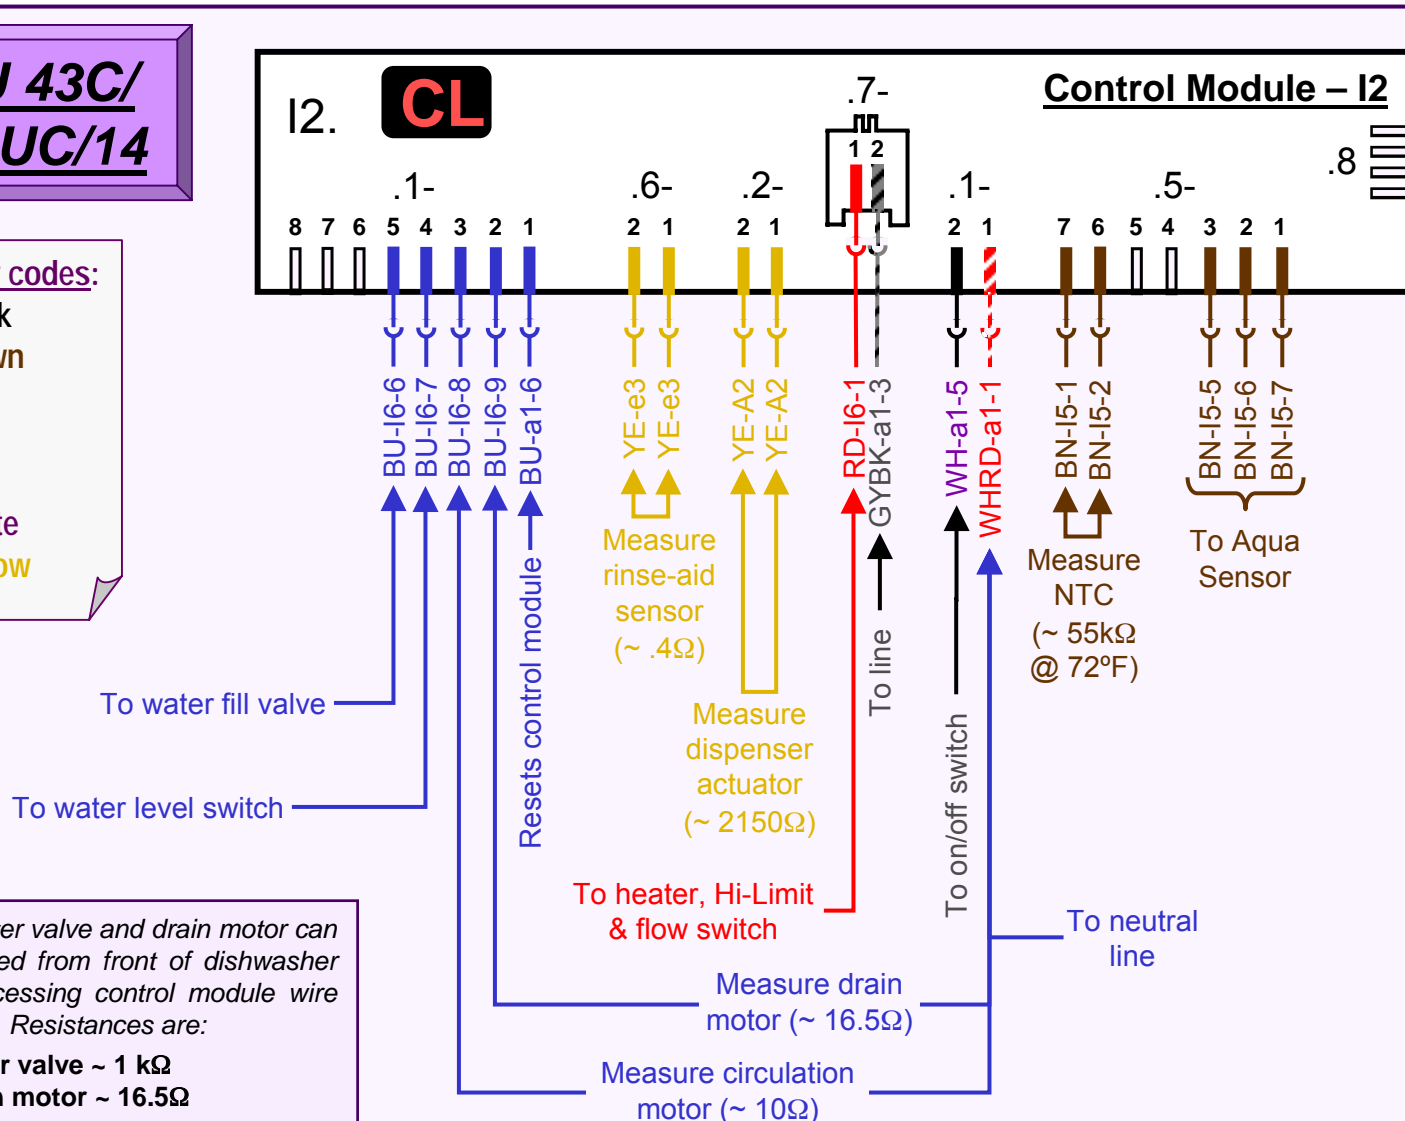 43C/
UC/14
codes:
I2.
CL
Control Module – I2
.7-
1 2
.8
.1-
.6-
.2-
.1-
.5-
8 7 6 5 4 3 2 1
2 1
2 1
2 1
7 6 5 4 3 2 1
BU-I6-6
BU-I6-7
BU-I6-8
BU-I6-9
BU-a1-6
YE-e3
YE-e3
YE-A2
YE-A2
RD-I6-1
GYBK-a1-3
WH-a1-5
WHRD-a1-1
BN-I5-1
BN-I5-2
BN-I5-5
BN-I5-6
BN-I5-7
Measure
rinse-aid
sensor
(~ .4Ω)
Measure
NTC
(~ 55kΩ
@ 72ºF)
To Aqua
Sensor
Resets control module
To line
To on/off switch
To water fill valve
Measure
dispenser
actuator
(~ 2150Ω)
To water level switch
To heater, Hi-Limit
& flow switch
To neutral
line
Measure drain
motor (~ 16.5Ω)
Measure circulation
motor (~ 10Ω)
valve and drain motor can
from front of dishwasher
control module wire
Resistances are:
valve ~ 1 kΩ
motor ~ 16.5Ω